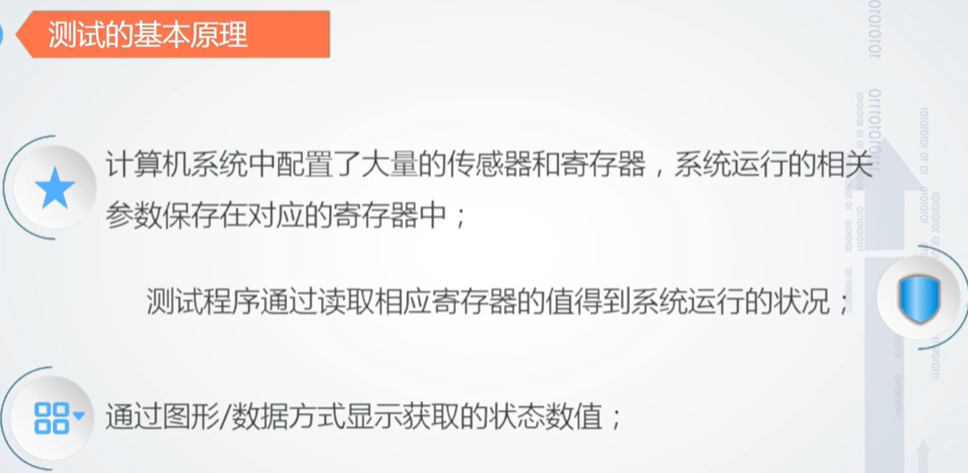 测试的基本原理
计算机系统中配置了大量的传感器和寄存器，系统运行的相关
参数保存在对应的寄存器中；
测试程序通过读取相应寄存器的值得到系统运行的状况；
通过图形/数据方式显示获取的状态数值；